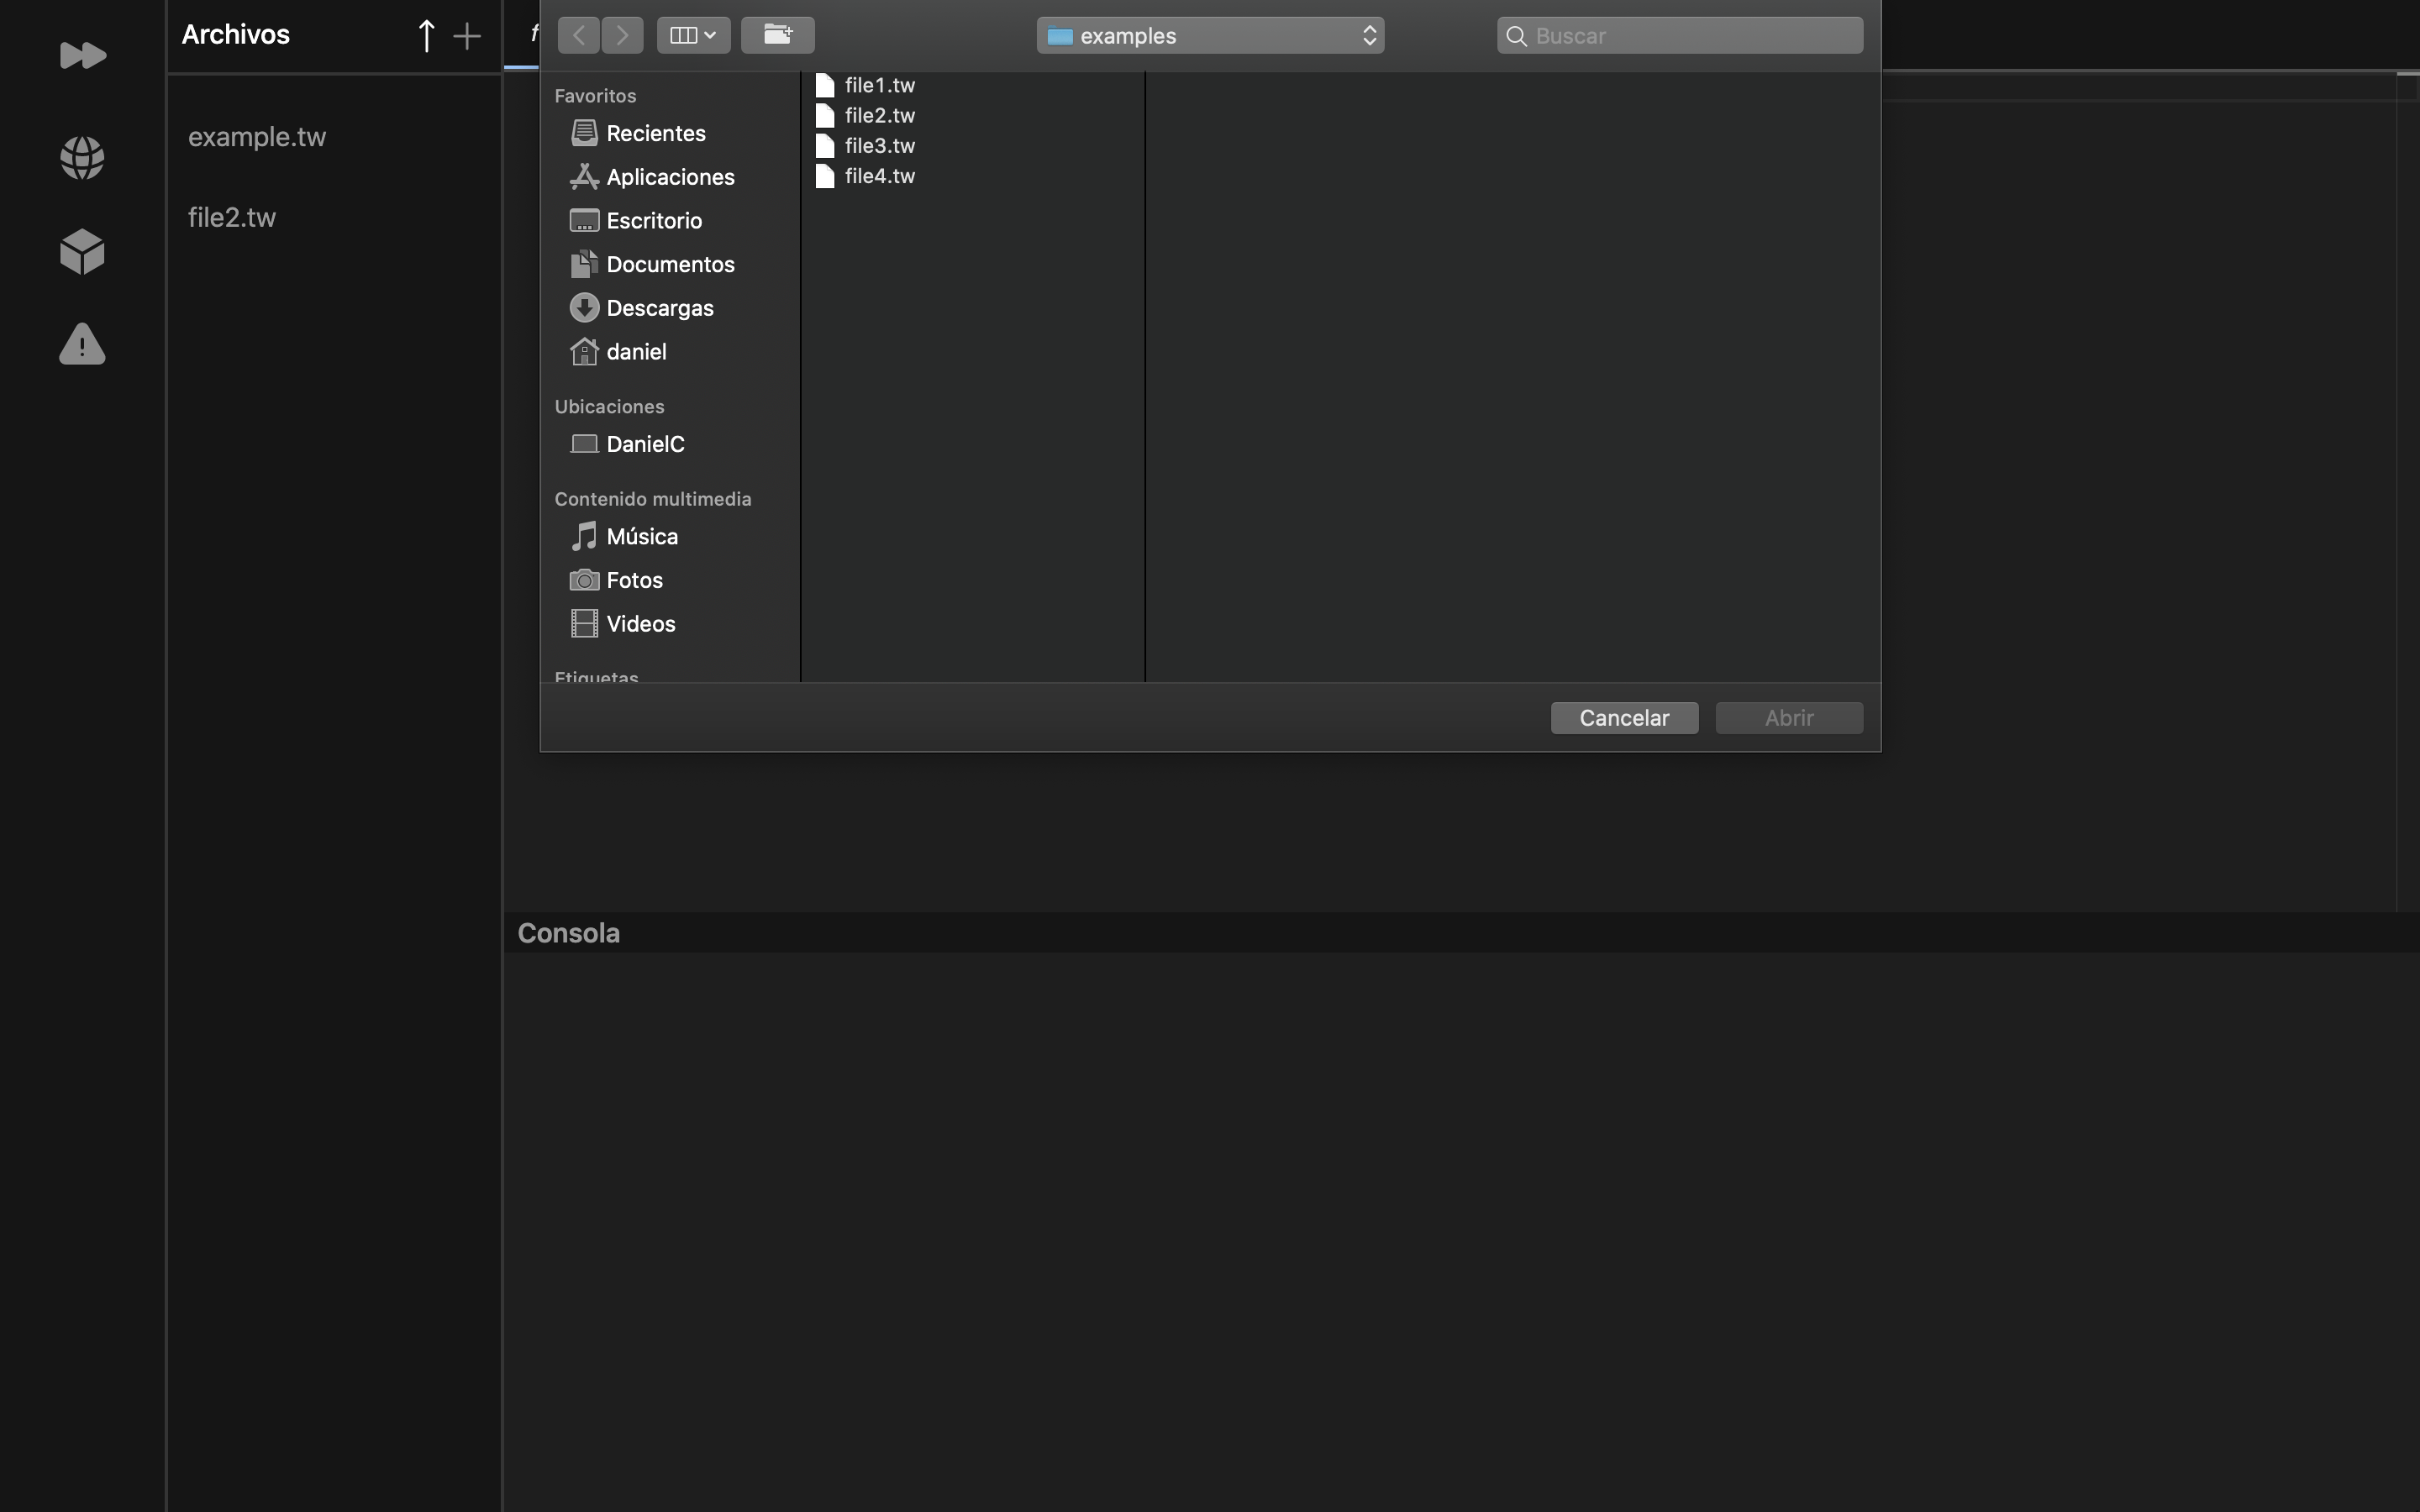 Archivos
example.tw
file2.tw
f
examples
Buscar
Favoritos
Recientes
Aplicaciones
Escritorio
Documentos
Descargas
daniel
Ubicaciones
DanielC
Contenido multimedia
Música
Fotos
Videos
Etiquetas
file1.tw
file2.tw
file3.tw
file4.tw
Cancelar
Abrir
Consola